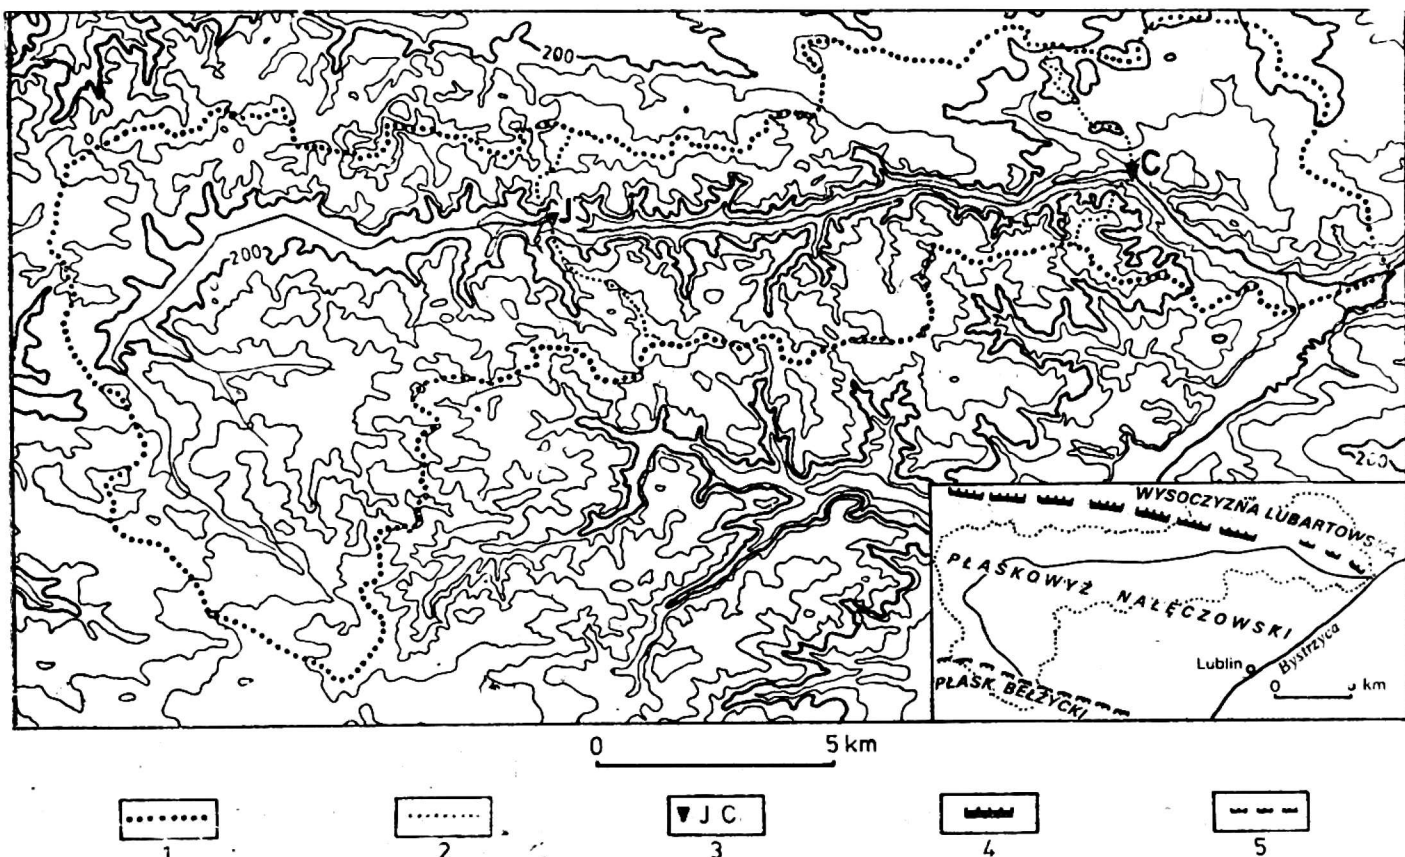 200
C
J
200
200
WYSOCZYZNA LUBARTOWSKA
PŁASKOWYŻ NAŁĘCZOWSKI
Lublin
Bystrzyca
PŁASK. BEŁŻYCKI
0 km
0 5 km
J C
1 2 3 4 5